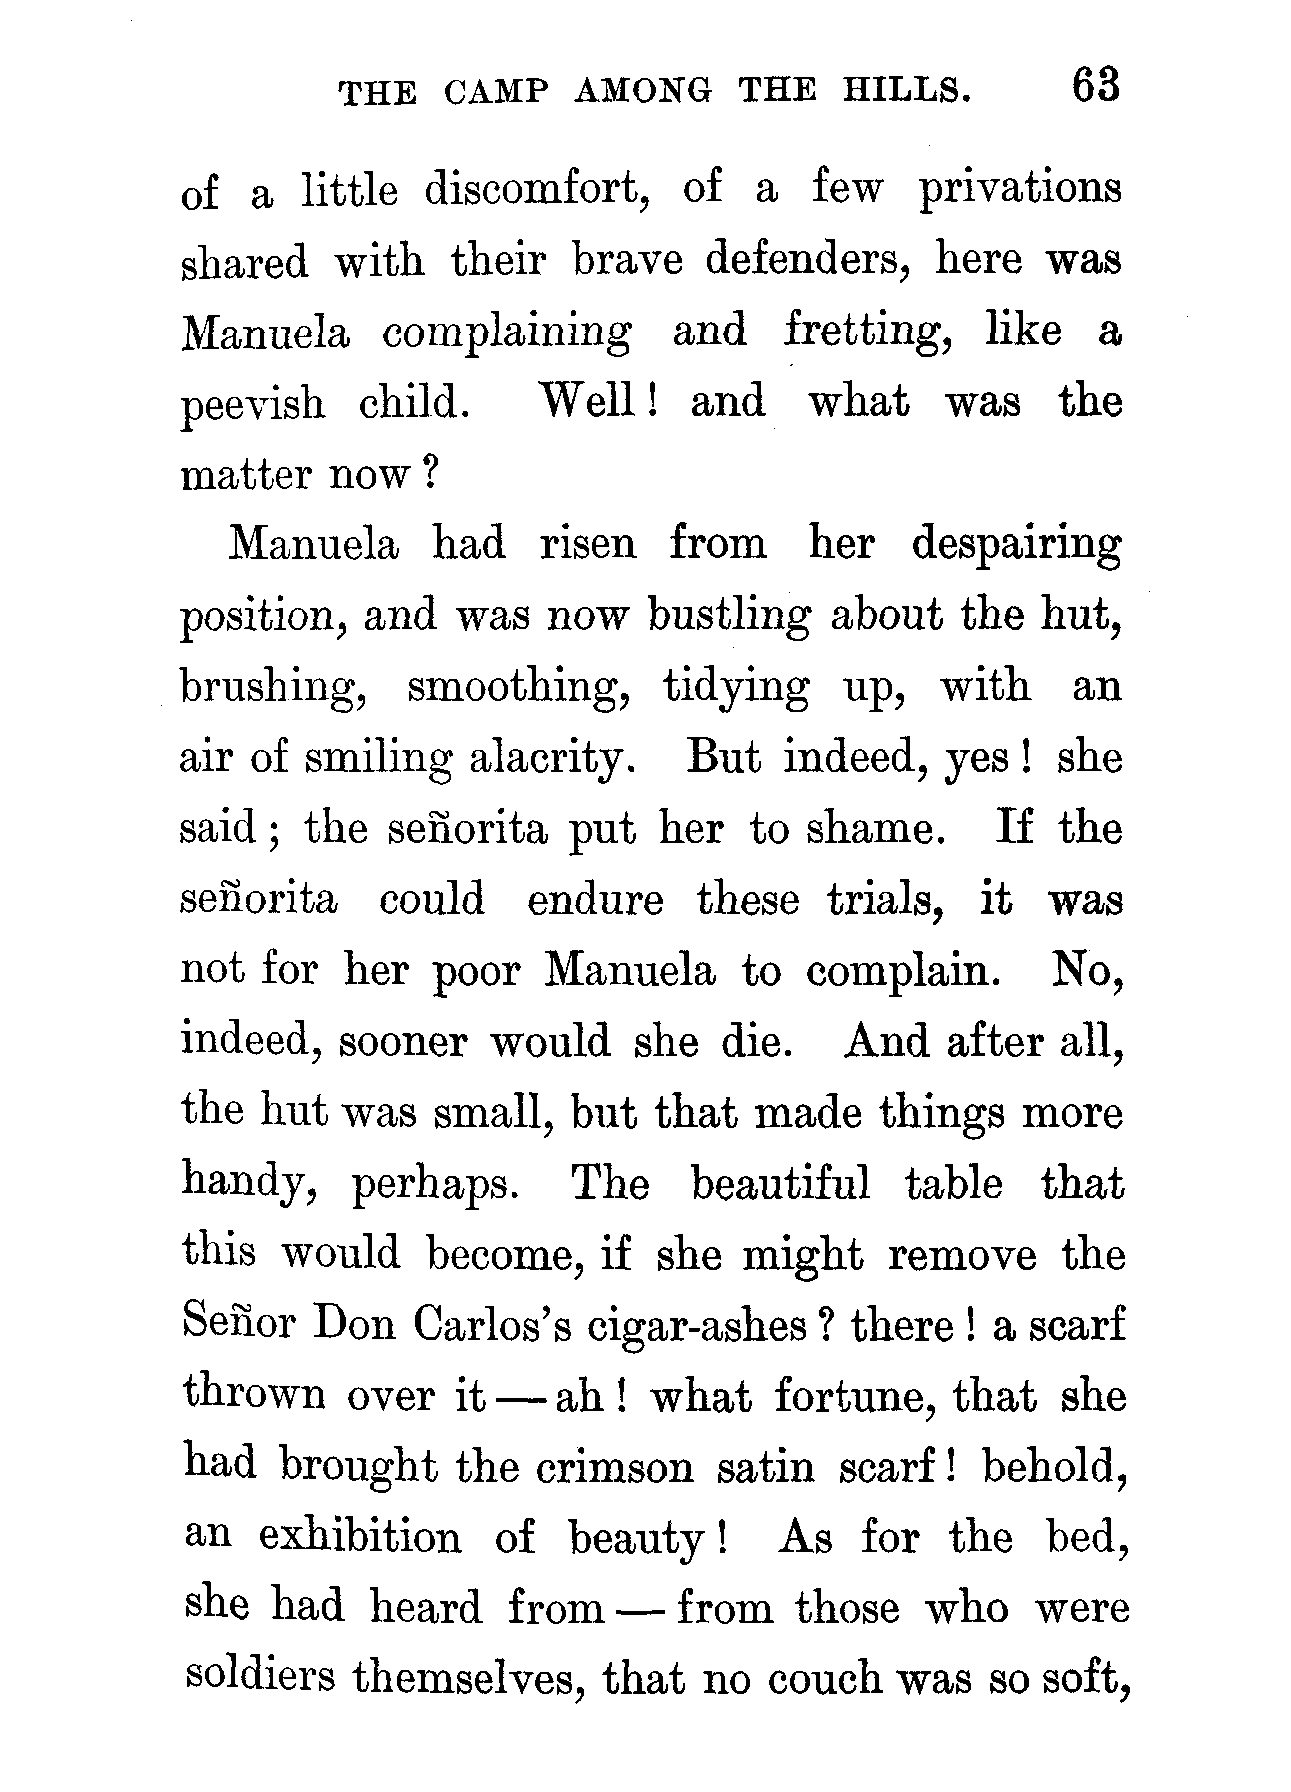 THE CAMP AMONG THE HILLS. 63
of a little discomfort, of a few privations
shared with their brave defenders, here was
Manuela complaining and fretting, like a
peevish child. Well! and what was the
matter now?
Manuela had risen from her despairing
position, and was now bustling about the hut,
brushing, smoothing, tidying up, with an
air of smiling alacrity. But indeed, yes! she
said; the señorita put her to shame. If the
señorita could endure these trials, it was
not for her poor Manuela to complain. No,
indeed, sooner would she die. And after all,
the hut was small, but that made things more
handy, perhaps. The beautiful table that
this would become, if she might remove the
Señor Don Carlos's cigar-ashes? there! a scarf
thrown over it — ah! what fortune, that she
had brought the crimson satin scarf! behold,
an exhibition of beauty! As for the bed,
she had heard from — from those who were
soldiers themselves, that no couch was so soft,